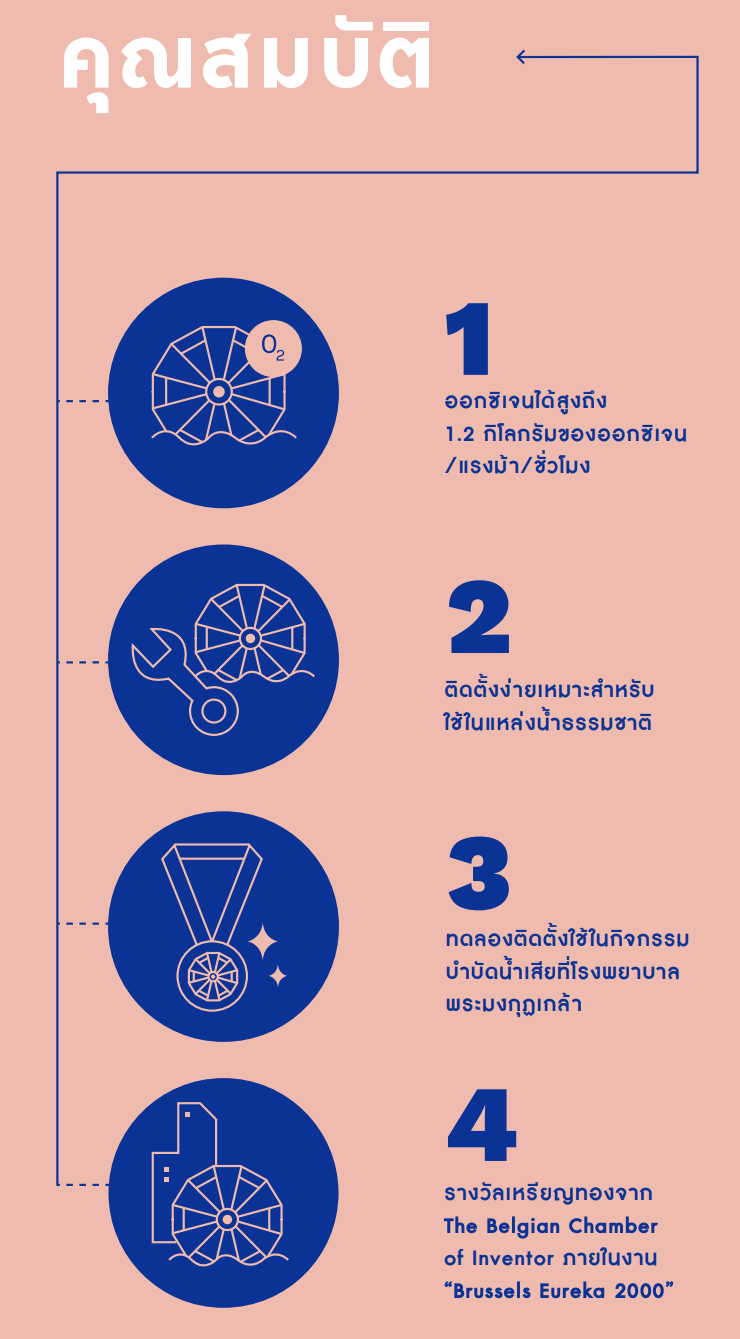 คุณสมบัติ
O2
1
ออกซิเจนได้สูงถึง
1.2 กิโลกรัมของออกซิเจน
/แรงม้า/ชั่วโมง
2
ติดตั้งง่ายเหมาะสำหรับ
ใช้ในแหล่งน้ำธรรมชาติ
3
ทดลองติดตั้งใช้ในกิจกรรม
บำบัดน้ำเสียที่โรงพยาบาล
พระมงกุฎเกล้า
4
รางวัลเหรียญทองจาก
The Belgian Chamber
of Inventor ภายในงาน
“Brussels Eureka 2000”